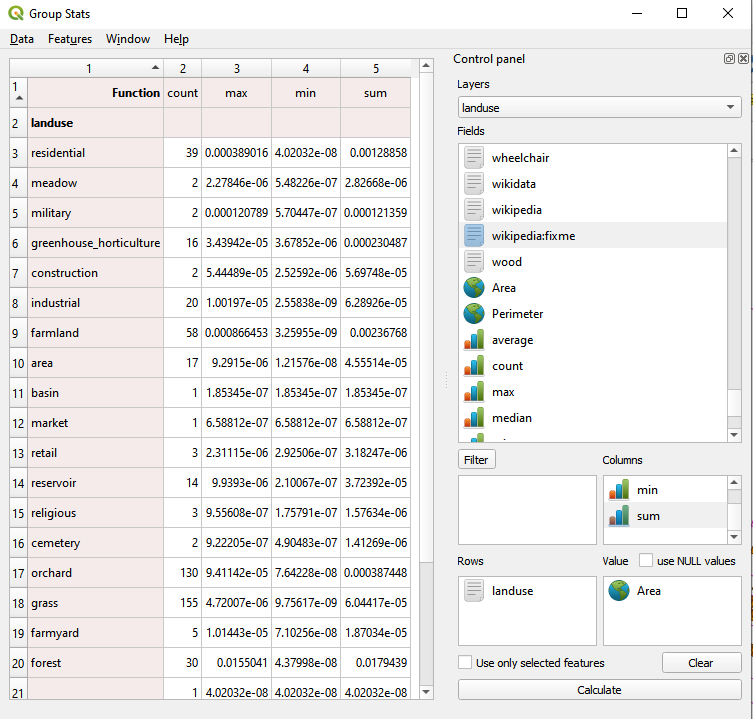 Group Stats
Data Features Window Help
1 2 3 4 5
1 Function count max min sum
2 landuse
3 residential 39 0.000389016 4.02032e-08 0.00128858
4 meadow 2 2.27846e-06 5.48226e-07 2.82668e-06
5 military 2 0.000120789 5.70447e-07 0.000121359
6 greenhouse_horticulture 16 3.43942e-05 3.67852e-06 0.000230487
7 construction 2 5.44489e-05 2.52592e-06 5.69748e-05
8 industrial 20 1.00197e-05 2.55838e-09 6.28926e-05
9 farmland 58 0.000866453 3.25955e-09 0.00236768
10 area 17 9.2915e-06 1.21576e-08 4.55514e-05
11 basin 1 1.85345e-07 1.85345e-07 1.85345e-07
12 market 1 6.58812e-07 6.58812e-07 6.58812e-07
13 retail 3 2.31115e-06 2.92506e-07 3.18247e-06
14 reservoir 14 9.9393e-06 2.10067e-07 3.72392e-05
15 religious 3 9.55608e-07 1.75791e-07 1.57634e-06
16 cemetery 2 9.22205e-07 4.90483e-07 1.41269e-06
17 orchard 130 9.41142e-05 7.64228e-08 0.000387448
18 grass 155 4.72007e-06 9.75617e-09 6.04417e-05
19 farmyard 5 1.01443e-05 7.10256e-08 1.87034e-05
20 forest 30 0.0155041 4.37998e-08 0.0179439
21 1 4.02032e-08 4.02032e-08 4.02032e-08
Control panel
Layers
landuse
Fields
wheelchair
wikidata
wikipedia
wikipedia:fixme
wood
Area
Perimeter
average
count
max
median
Filter
Columns
min
sum
Rows
Value use NULL values
landuse
Area
Use only selected features
Clear
Calculate